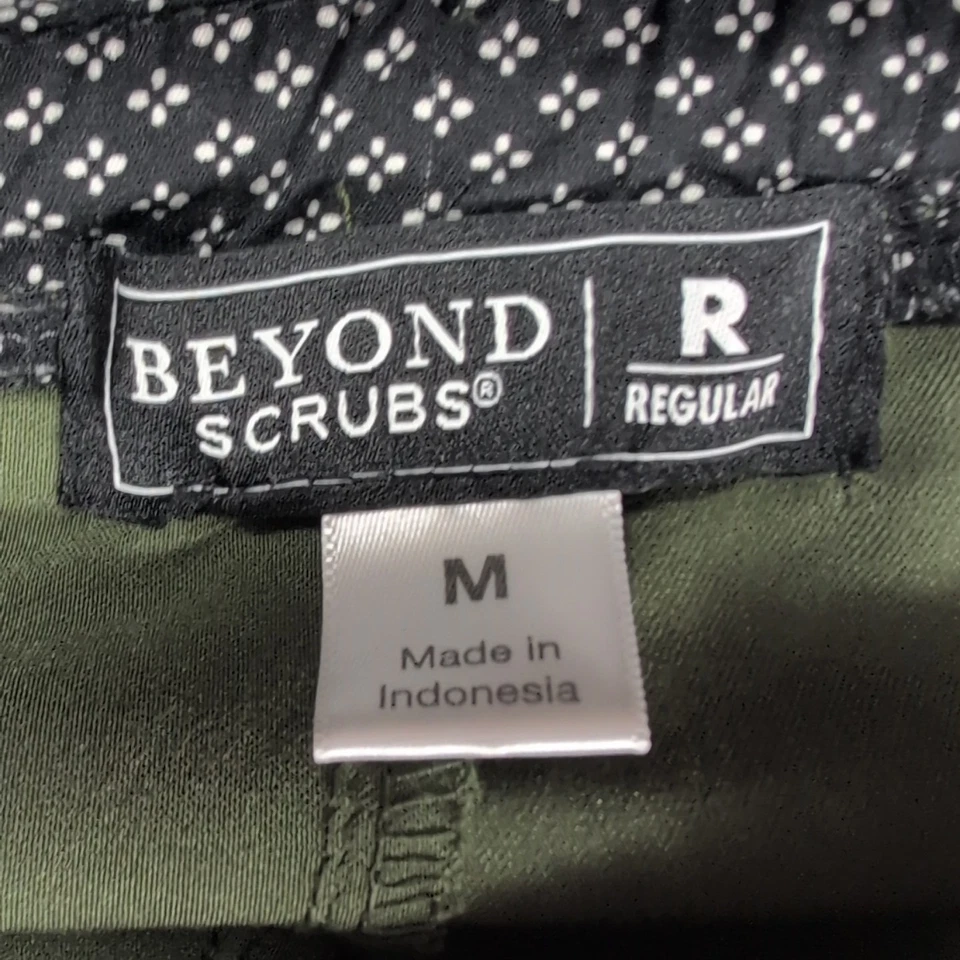 BEYOND
SCRUBS®
R
REGULAR
M
Made in
Indonesia